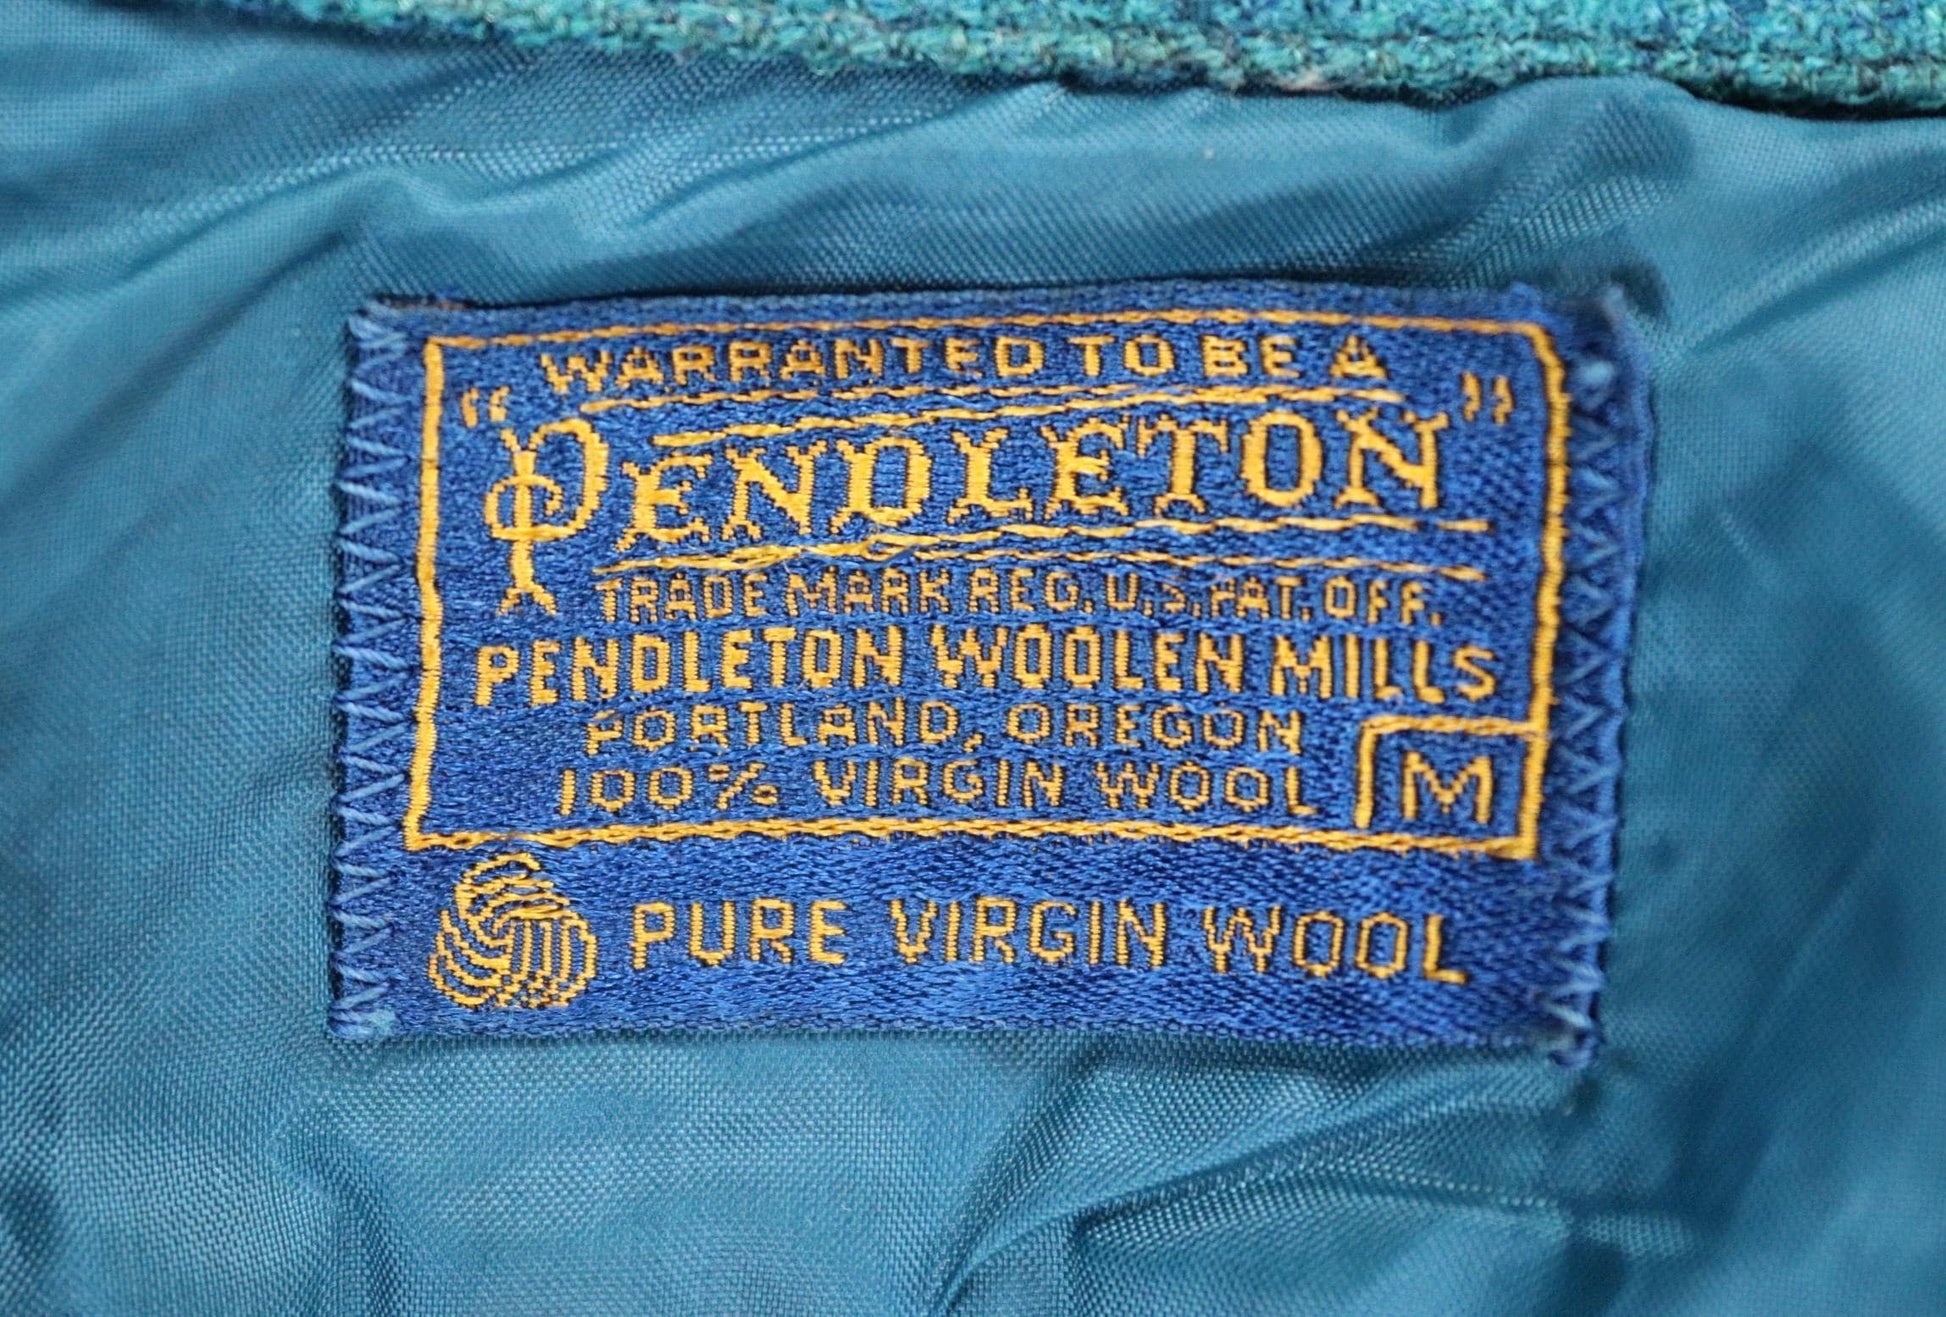 WARRANTED TO BE A
"PENDLETON"
TRADE MARK REG. U.S. PAT. OFF.
PENDLETON WOOLEN MILLS
PORTLAND, OREGON
100% VIRGIN WOOL
M
PURE VIRGIN WOOL